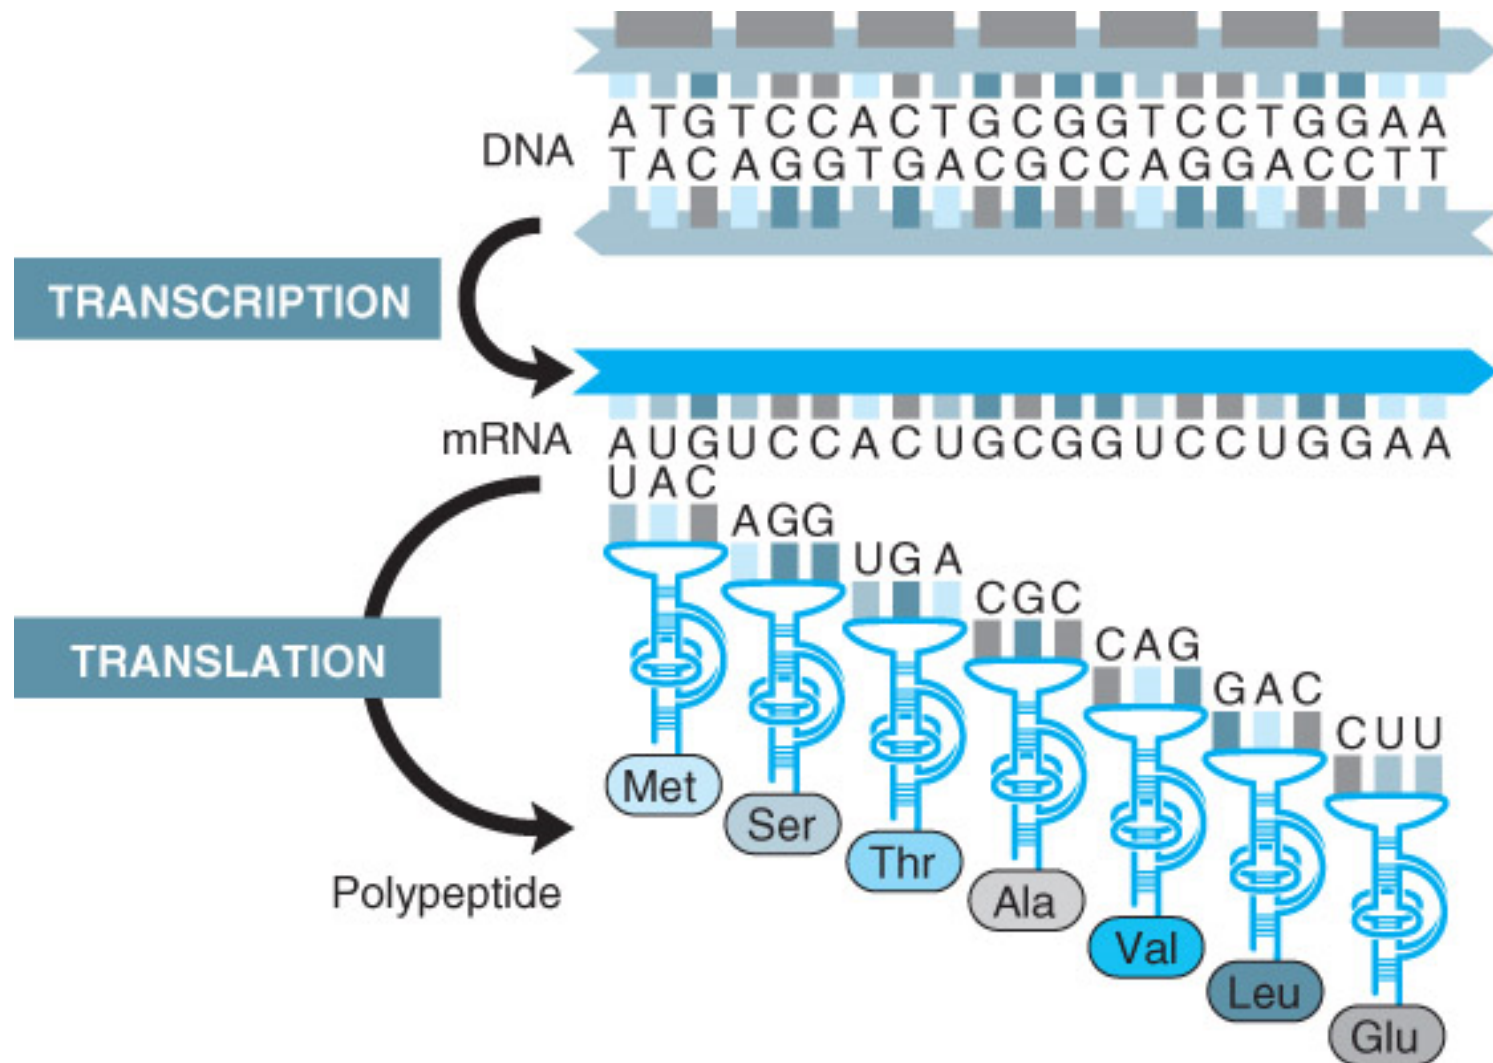 ATGTCCACTGCGGTCCTGGAA
DNA
TACAGGTGACGCCAGGACCTT
TRANSCRIPTION
mRNA
AUGUCCACUGCGGUCCUGGAA
UAC
AGG
UGA
CGC
CAG
GAC
CUU
TRANSLATION
Met
Ser
Thr
Ala
Val
Leu
Glu
Polypeptide